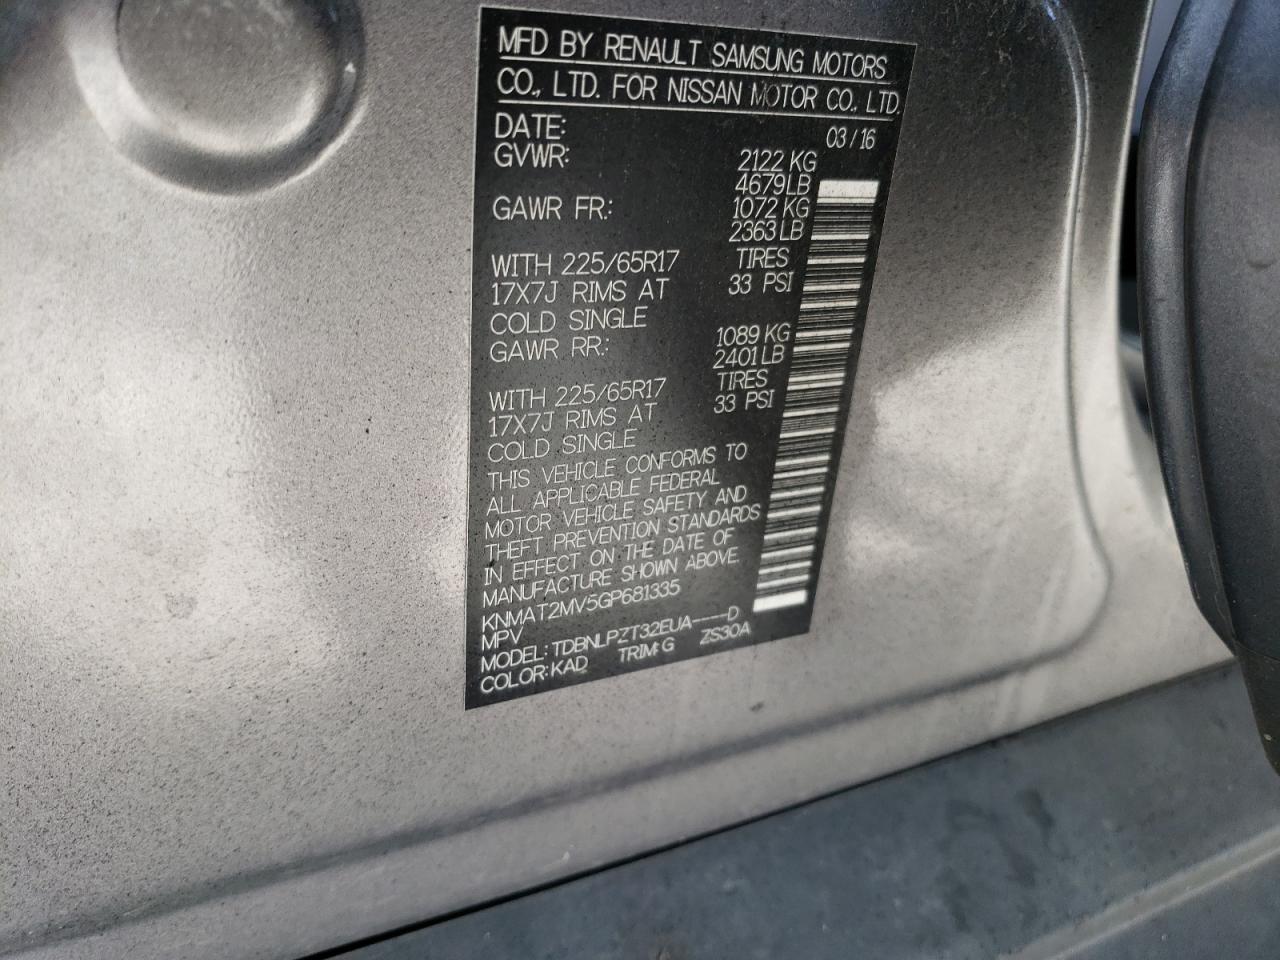 MFD BY RENAULT SAMSUNG MOTORS
CO., LTD. FOR NISSAN MOTOR CO., LTD.
DATE: 03/16
GVWR: 2122 KG
4679 LB
GAWR FR.: 1072 KG
2363 LB
WITH 225/65R17 TIRES
17X7J RIMS AT 33 PSI
COLD SINGLE
GAWR RR.: 1089 KG
2401 LB
WITH 225/65R17 TIRES
17X7J RIMS AT 33 PSI
COLD SINGLE
THIS VEHICLE CONFORMS TO
ALL APPLICABLE FEDERAL
MOTOR VEHICLE SAFETY AND
THEFT PREVENTION STANDARDS
IN EFFECT ON THE DATE OF
MANUFACTURE SHOWN ABOVE.
KNMAT2MV5GP681335
MPV
MODEL: TDBNLPZT32EUA----D
COLOR: KAD TRIM: G ZS30A